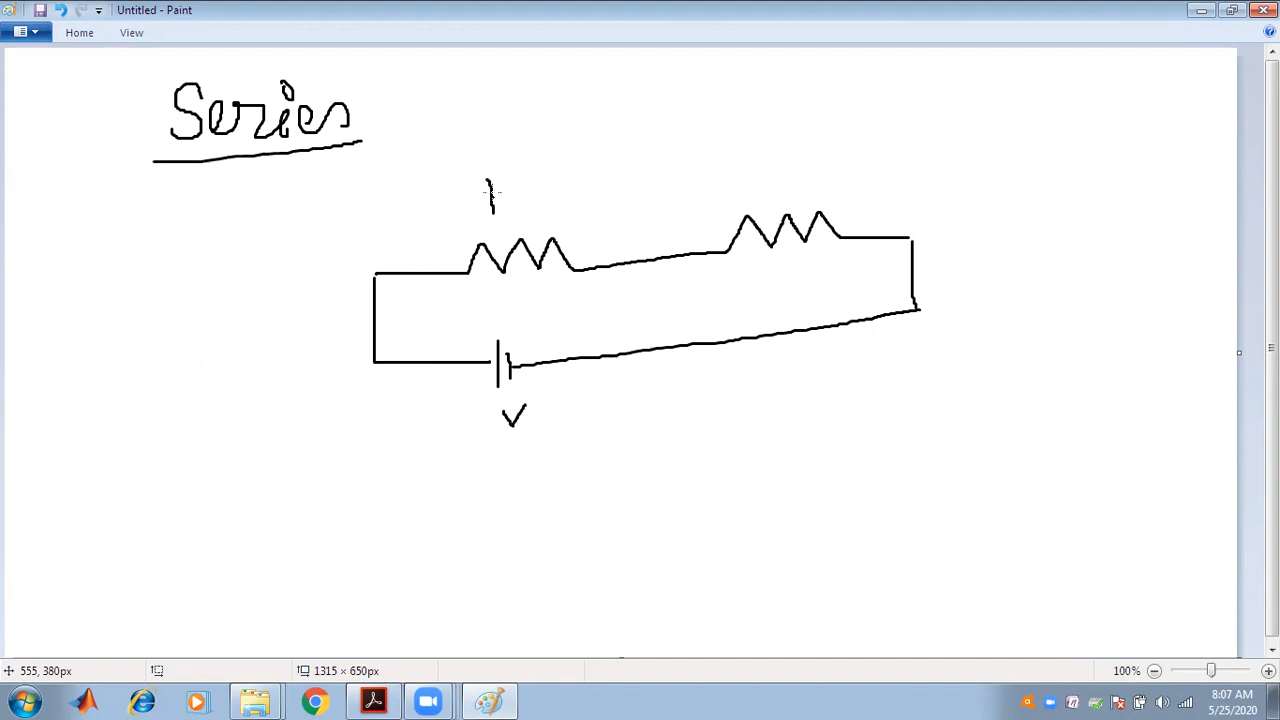 Untitled - Paint
Home
View
Series
V
555, 380px
1315 × 650px
100%
8:07 AM
5/25/2020